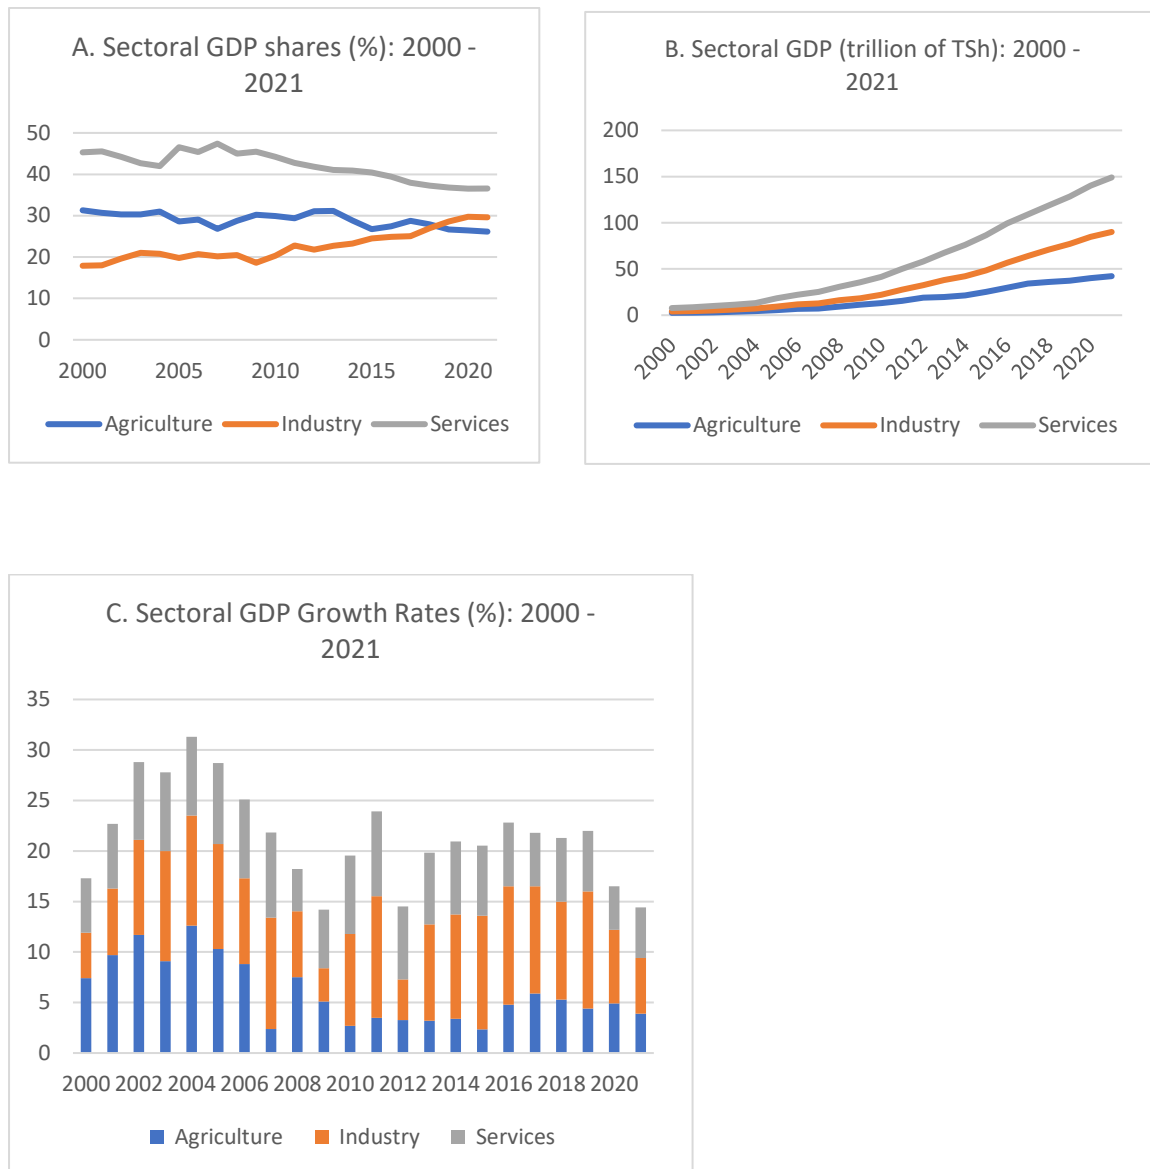 A. Sectoral GDP shares (%): 2000 -
2021
50
40
30
20
10
0
2000 2005 2010 2015 2020
Agriculture Industry Services
B. Sectoral GDP (trillion of TSh): 2000 -
2021
200
150
100
50
0
2000 2002 2004 2006 2008 2010 2012 2014 2016 2018 2020
Agriculture Industry Services
C. Sectoral GDP Growth Rates (%): 2000 -
2021
35
30
25
20
15
10
5
0
2000 2002 2004 2006 2008 2010 2012 2014 2016 2018 2020
Agriculture Industry Services